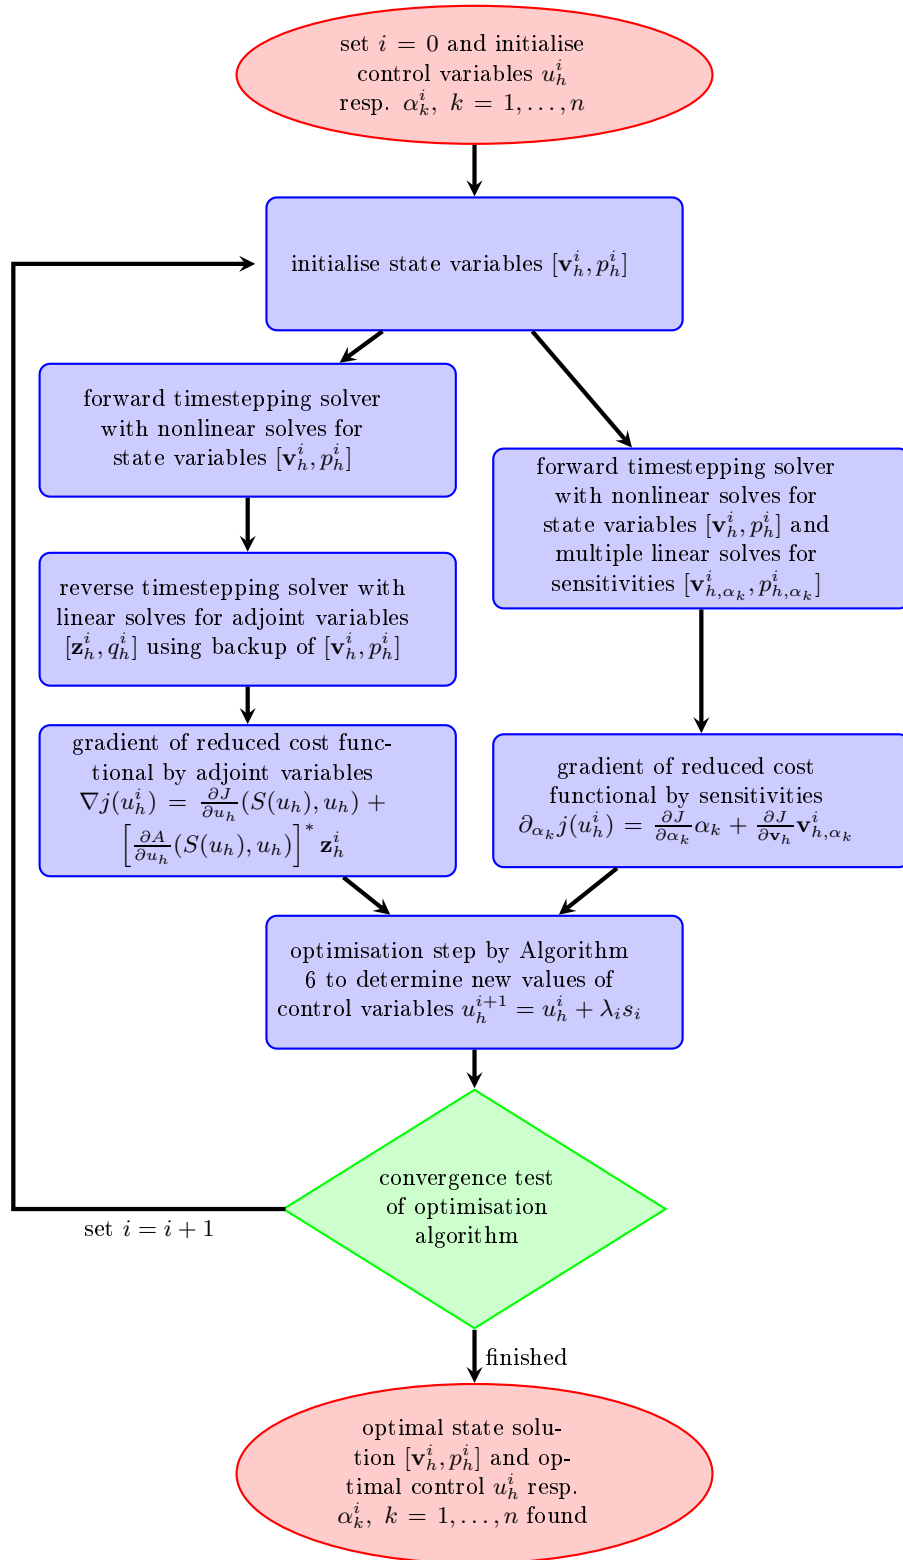 set i = 0 and initialise
control variables u_h^i
resp. α_k^i, k = 1, . . . , n
initialise state variables [v_h^i, p_h^i]
forward timestepping solver
with nonlinear solves for
state variables [v_h^i, p_h^i]
reverse timestepping solver with
linear solves for adjoint variables
[z_h^i, q_h^i] using backup of [v_h^i, p_h^i]
gradient of reduced cost func-
tional by adjoint variables
∇j(u_h^i) = ∂J/∂u_h (S(u_h), u_h) +
[∂A/∂u_h (S(u_h), u_h)]^* z_h^i
forward timestepping solver
with nonlinear solves for
state variables [v_h^i, p_h^i] and
multiple linear solves for
sensitivities [v_{h,α_k}^i, p_{h,α_k}^i]
gradient of reduced cost
functional by sensitivities
∂_{α_k} j(u_h^i) = ∂J/∂α_k α_k + ∂J/∂v_h v_{h,α_k}^i
optimisation step by Algorithm
6 to determine new values of
control variables u_h^{i+1} = u_h^i + λ_i s_i
convergence test
of optimisation
algorithm
set i = i + 1
finished
optimal state solu-
tion [v_h^i, p_h^i] and op-
timal control u_h^i resp.
α_k^i, k = 1, . . . , n found